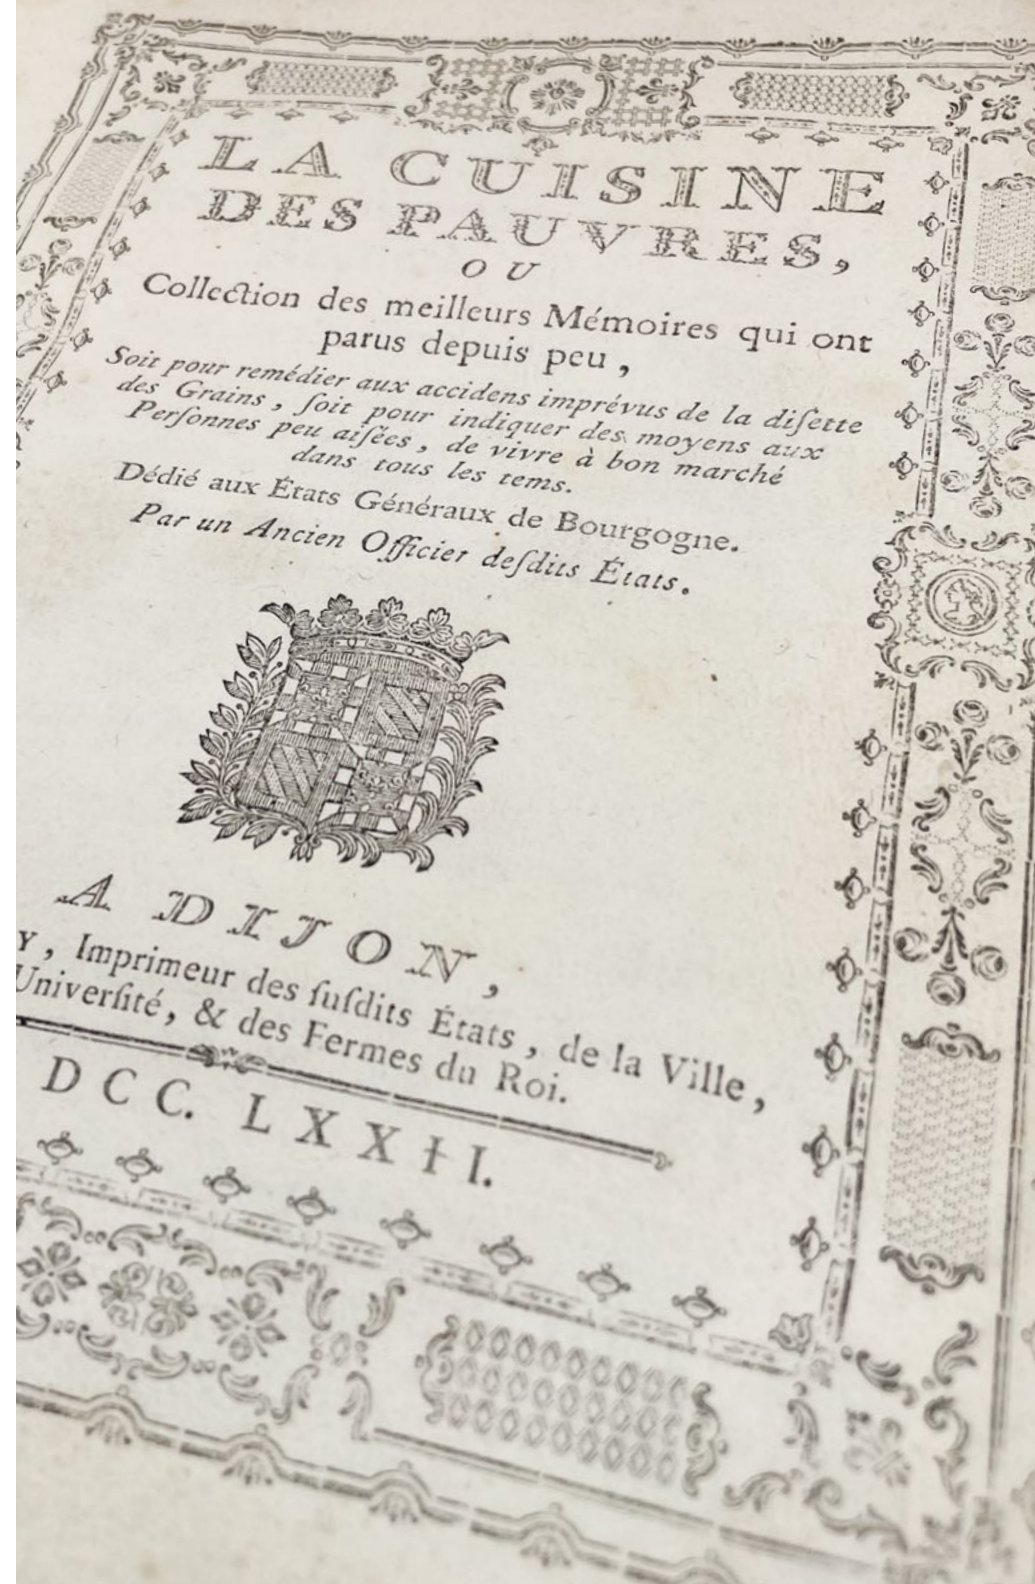 LA CUISINE
DES PAUVRES,
OU
Collection des meilleurs Mémoires qui ont
parus depuis peu,
Soit pour remédier aux accidens imprévus de la diſette
des Grains, ſoit pour indiquer des moyens aux
Perſonnes peu aiſées, de vivre à bon marché
dans tous les tems.
Dédié aux États Généraux de Bourgogne.
Par un Ancien Officier deſdits États.
A DIJON,
Y, Imprimeur des ſuſdits États, de la Ville,
Univerſité, & des Fermes du Roi.
DCC. LXXII.